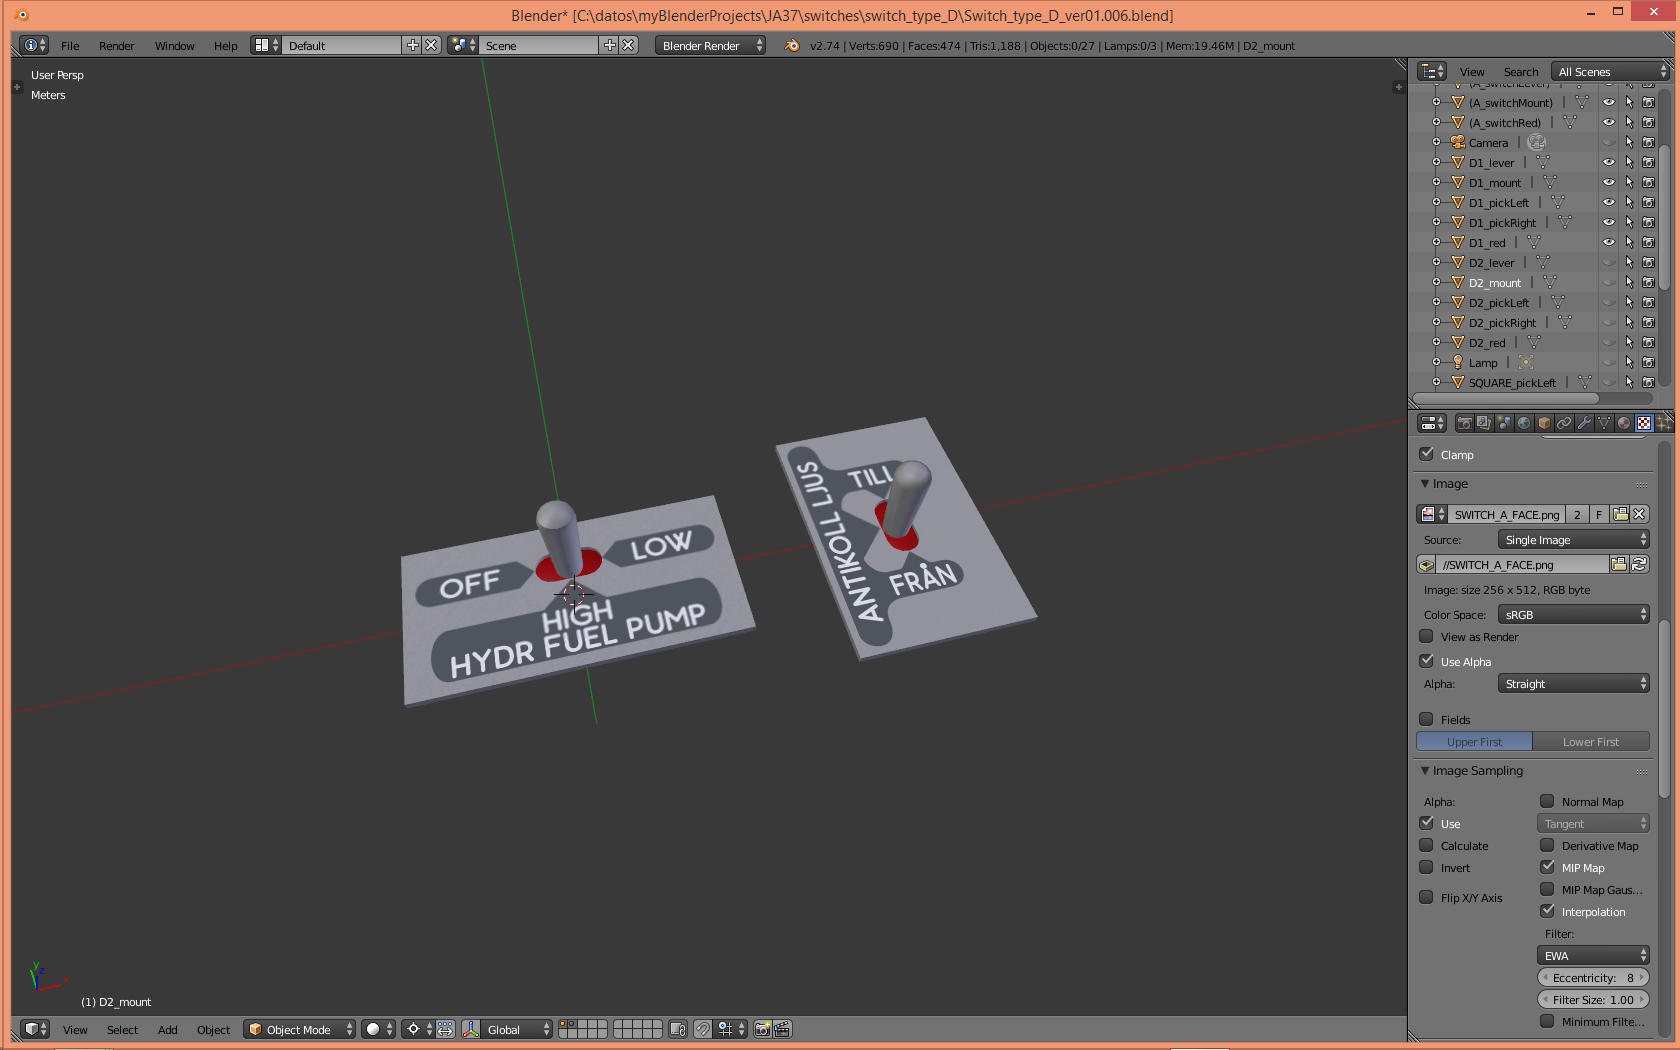 Blender* [C:\datos\myBlenderProjects\JA37\switches\switch_type_D\Switch_type_D_ver01.006.blend]
File Render Window Help Default Scene Blender Render v2.74 | Verts:690 | Faces:474 | Tris:1,188 | Objects:0/27 | Lamps:0/3 | Mem:19.46M | D2_mount
User Persp
Meters
OFF
LOW
HIGH
HYDR FUEL PUMP
ANTIKOLL LJUS
TILL
FRÅN
(1) D2_mount
View Select Add Object Object Mode Global
View Search All Scenes
(A_switchLever)
(A_switchMount)
(A_switchRed)
Camera
D1_lever
D1_mount
D1_pickLeft
D1_pickRight
D1_red
D2_lever
D2_mount
D2_pickLeft
D2_pickRight
D2_red
Lamp
SQUARE_pickLeft
Clamp
Image
SWITCH_A_FACE.png 2 F
Source: Single Image
//SWITCH_A_FACE.png
Image: size 256 x 512, RGB byte
Color Space: sRGB
View as Render
Use Alpha
Alpha: Straight
Fields
Upper First Lower First
Image Sampling
Alpha: Normal Map
Use Tangent
Calculate Derivative Map
Invert MIP Map
MIP Map Gaus...
Flip X/Y Axis
Interpolation
Filter:
EWA
Eccentricity: 8
Filter Size: 1.00
Minimum Filte...
X
Y
Z